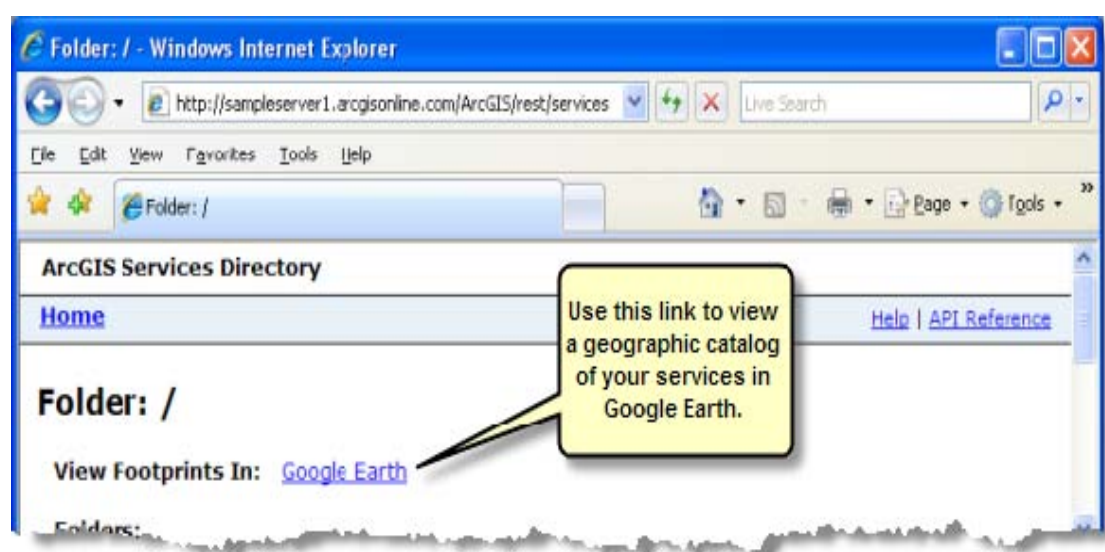 Folder: / - Windows Internet Explorer
http://sampleserver1.arcgisonline.com/ArcGIS/rest/services
Live Search
File Edit View Favorites Tools Help
Folder: /
Page Tools
ArcGIS Services Directory
Home
Help | API Reference
Use this link to view
a geographic catalog
of your services in
Google Earth.
Folder: /
View Footprints In: Google Earth
Folders: